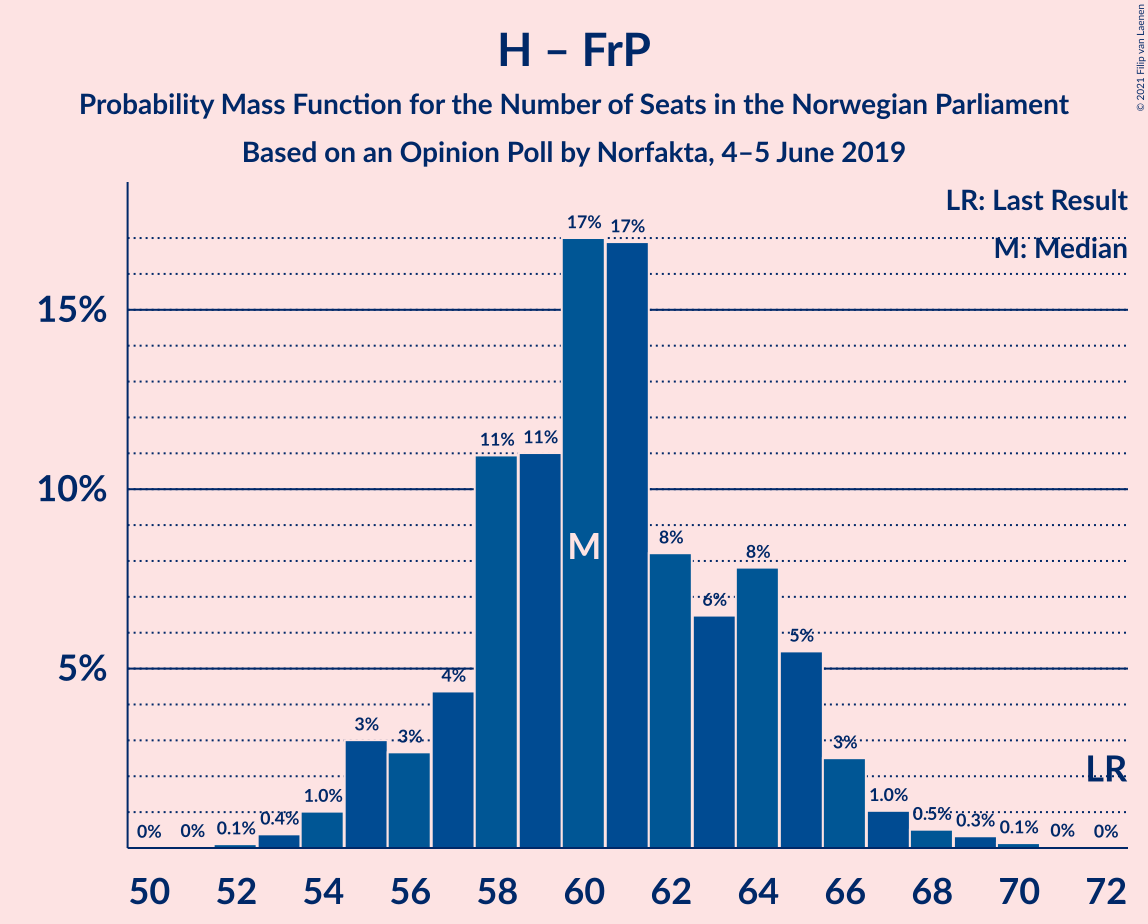 H – FrP
Probability Mass Function for the Number of Seats in the Norwegian Parliament
Based on an Opinion Poll by Norfakta, 4–5 June 2019
© 2021 Filip van Laenen
LR: Last Result
M: Median
15%
10%
5%
0%
0%
0.1%
0.4%
1.0%
3%
3%
4%
11%
11%
17%
17%
8%
6%
8%
5%
3%
1.0%
0.5%
0.3%
0.1%
0%
0%
M
LR
50 52 54 56 58 60 62 64 66 68 70 72